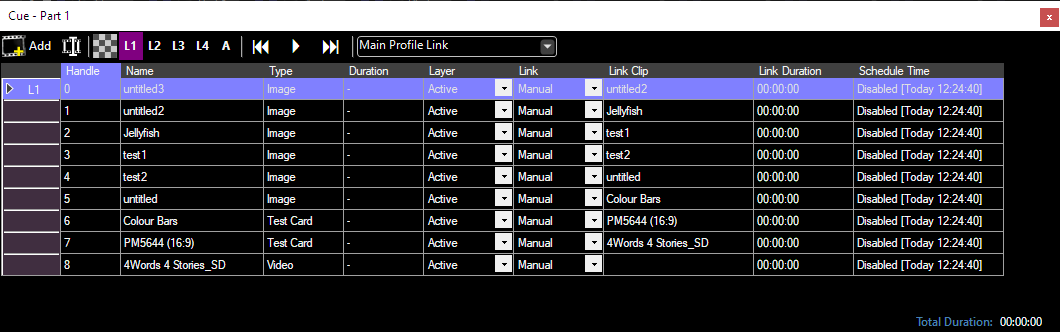 Cue - Part 1
Add L1 L2 L3 L4 A Main Profile Link
Handle Name Type Duration Layer Link Link Clip Link Duration Schedule Time
L1 0 untitled3 Image - Active Manual untitled2 00:00:00 Disabled [Today 12:24:40]
1 untitled2 Image - Active Manual Jellyfish 00:00:00 Disabled [Today 12:24:40]
2 Jellyfish Image - Active Manual test1 00:00:00 Disabled [Today 12:24:40]
3 test1 Image - Active Manual test2 00:00:00 Disabled [Today 12:24:40]
4 test2 Image - Active Manual untitled 00:00:00 Disabled [Today 12:24:40]
5 untitled Image - Active Manual Colour Bars 00:00:00 Disabled [Today 12:24:40]
6 Colour Bars Test Card - Active Manual PM5644 (16:9) 00:00:00 Disabled [Today 12:24:40]
7 PM5644 (16:9) Test Card - Active Manual 4Words 4 Stories_SD 00:00:00 Disabled [Today 12:24:40]
8 4Words 4 Stories_SD Video - Active Manual 00:00:00 Disabled [Today 12:24:40]
Total Duration: 00:00:00